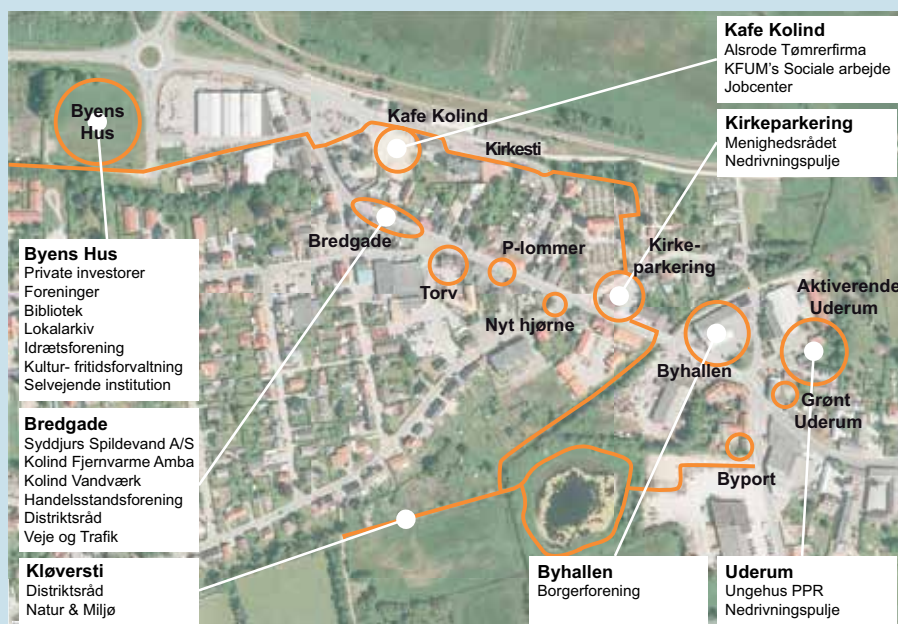 Kafe Kolind
Alsrode Tømrerfirma
KFUM's Sociale arbejde
Jobcenter
Kirkeparkering
Menighedsrådet
Nedrivningspulje
Byens
Hus
Kafe Kolind
Kirkesti
Bredgade
P-lommer
Kirke-
parkering
Torv
Nyt hjørne
Aktiverende
Uderum
Byhallen
Grønt
Uderum
Byport
Byens Hus
Private investorer
Foreninger
Bibliotek
Lokalarkiv
Idrætsforening
Kultur- fritidsforvaltning
Selvejende institution
Bredgade
Syddjurs Spildevand A/S
Kolind Fjernvarme Amba
Kolind Vandværk
Handelsstandsforening
Distriktsråd
Veje og Trafik
Kløversti
Distriktsråd
Natur & Miljø
Byhallen
Borgerforening
Uderum
Ungehus PPR
Nedrivningspulje